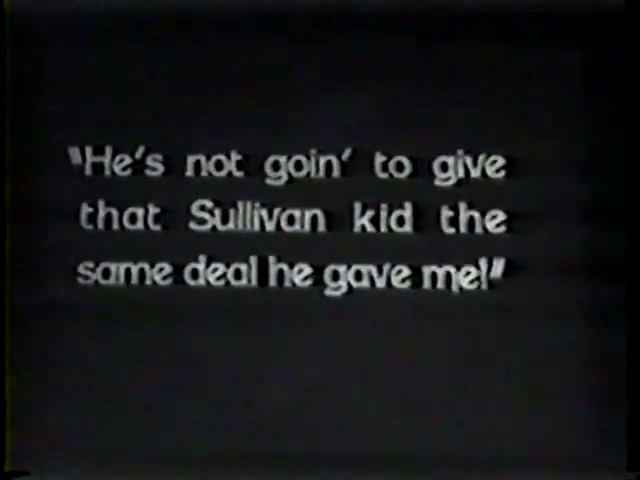 "He's not goin' to give
that Sullivan kid the
same deal he gave me!"